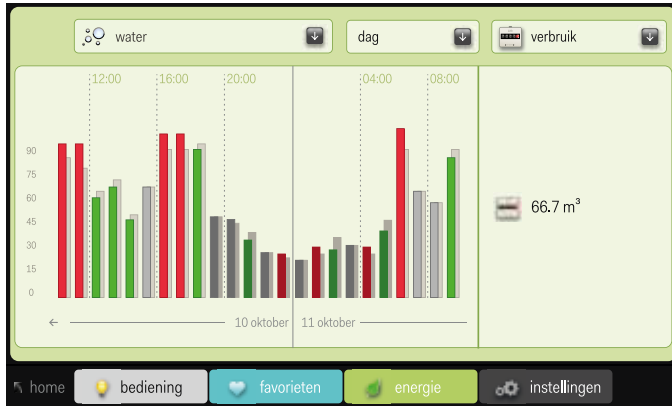 water
dag
verbruik
12:00
16:00
20:00
04:00
08:00
90
75
60
45
30
15
0
66.7 m³
← 10 oktober
11 oktober
home
bediening
favorieten
energie
instellingen